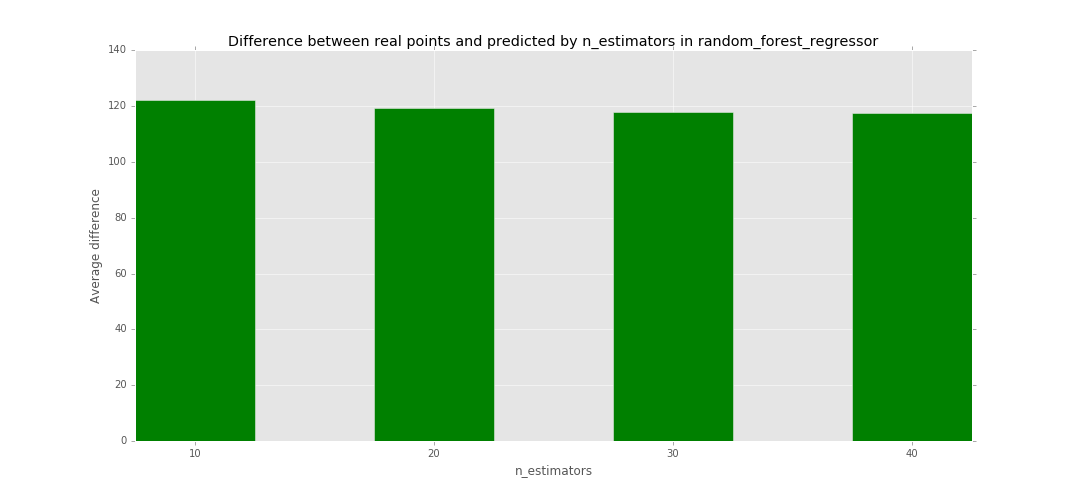 Difference between real points and predicted by n_estimators in random_forest_regressor
140
120
100
80
60
40
20
0
Average difference
10 20 30 40
n_estimators